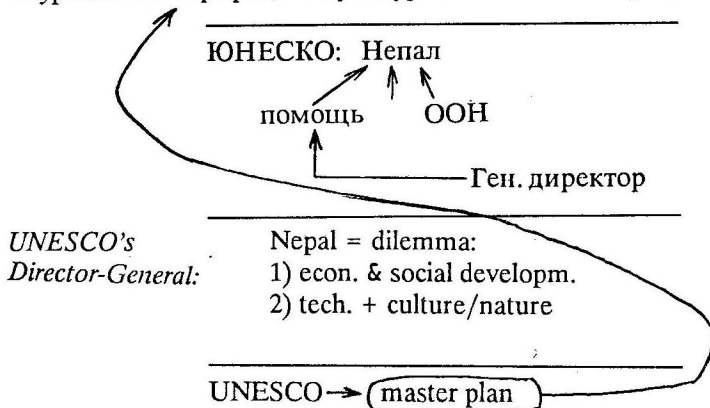 ЮНЕСКО: Непал
помощь ООН
Ген. директор
UNESCO's Director-General:
Nepal = dilemma:
1) econ. & social developm.
2) tech. + culture/nature
UNESCO → master plan